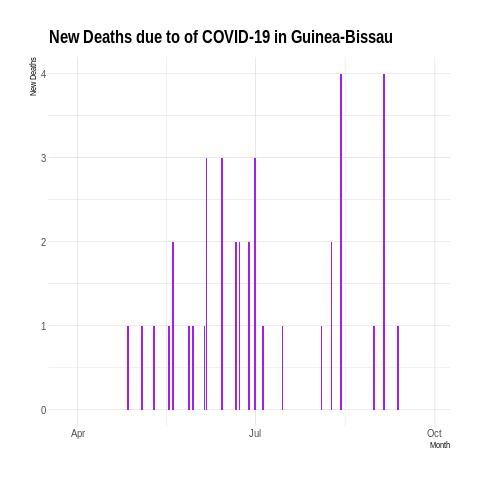 New Deaths due to of COVID-19 in Guinea-Bissau
New Deaths
4
3
2
1
0
Apr
Jul
Oct
Month